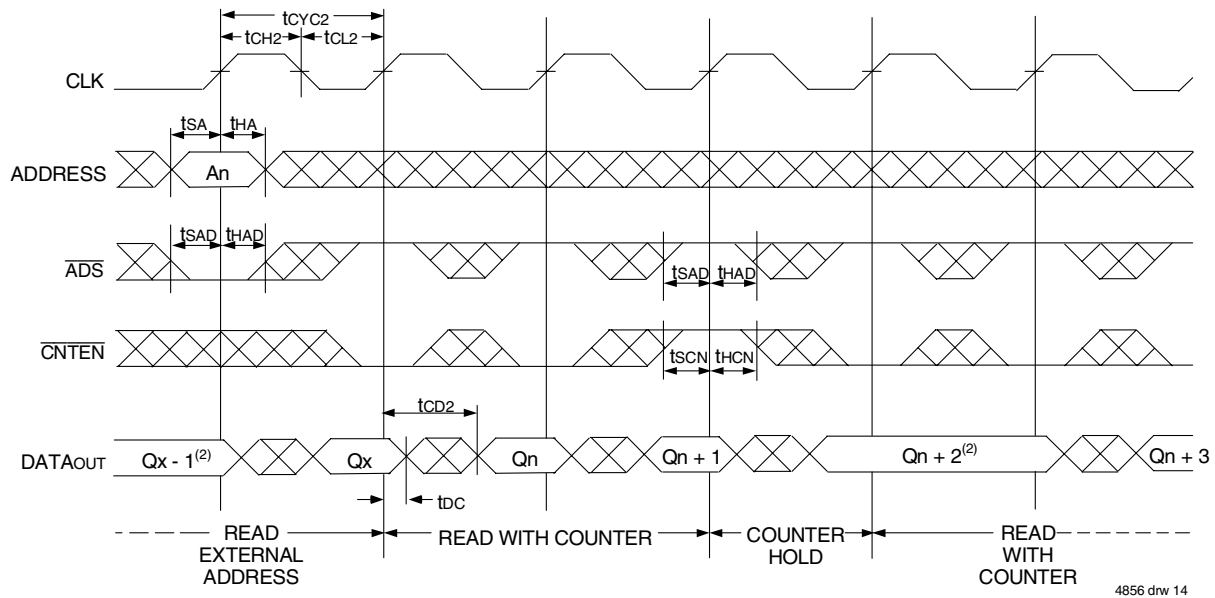 tCYC2
tCH2 tCL2
CLK
tSA tHA
ADDRESS An
tSAD tHAD
ADS
tSAD tHAD
CNTEN
tSCN tHCN
tCD2
DATAOUT Qx - 1(2) Qx Qn Qn + 1 Qn + 2(2) Qn + 3
tDC
READ EXTERNAL ADDRESS
READ WITH COUNTER
COUNTER HOLD
READ WITH COUNTER
4856 drw 14